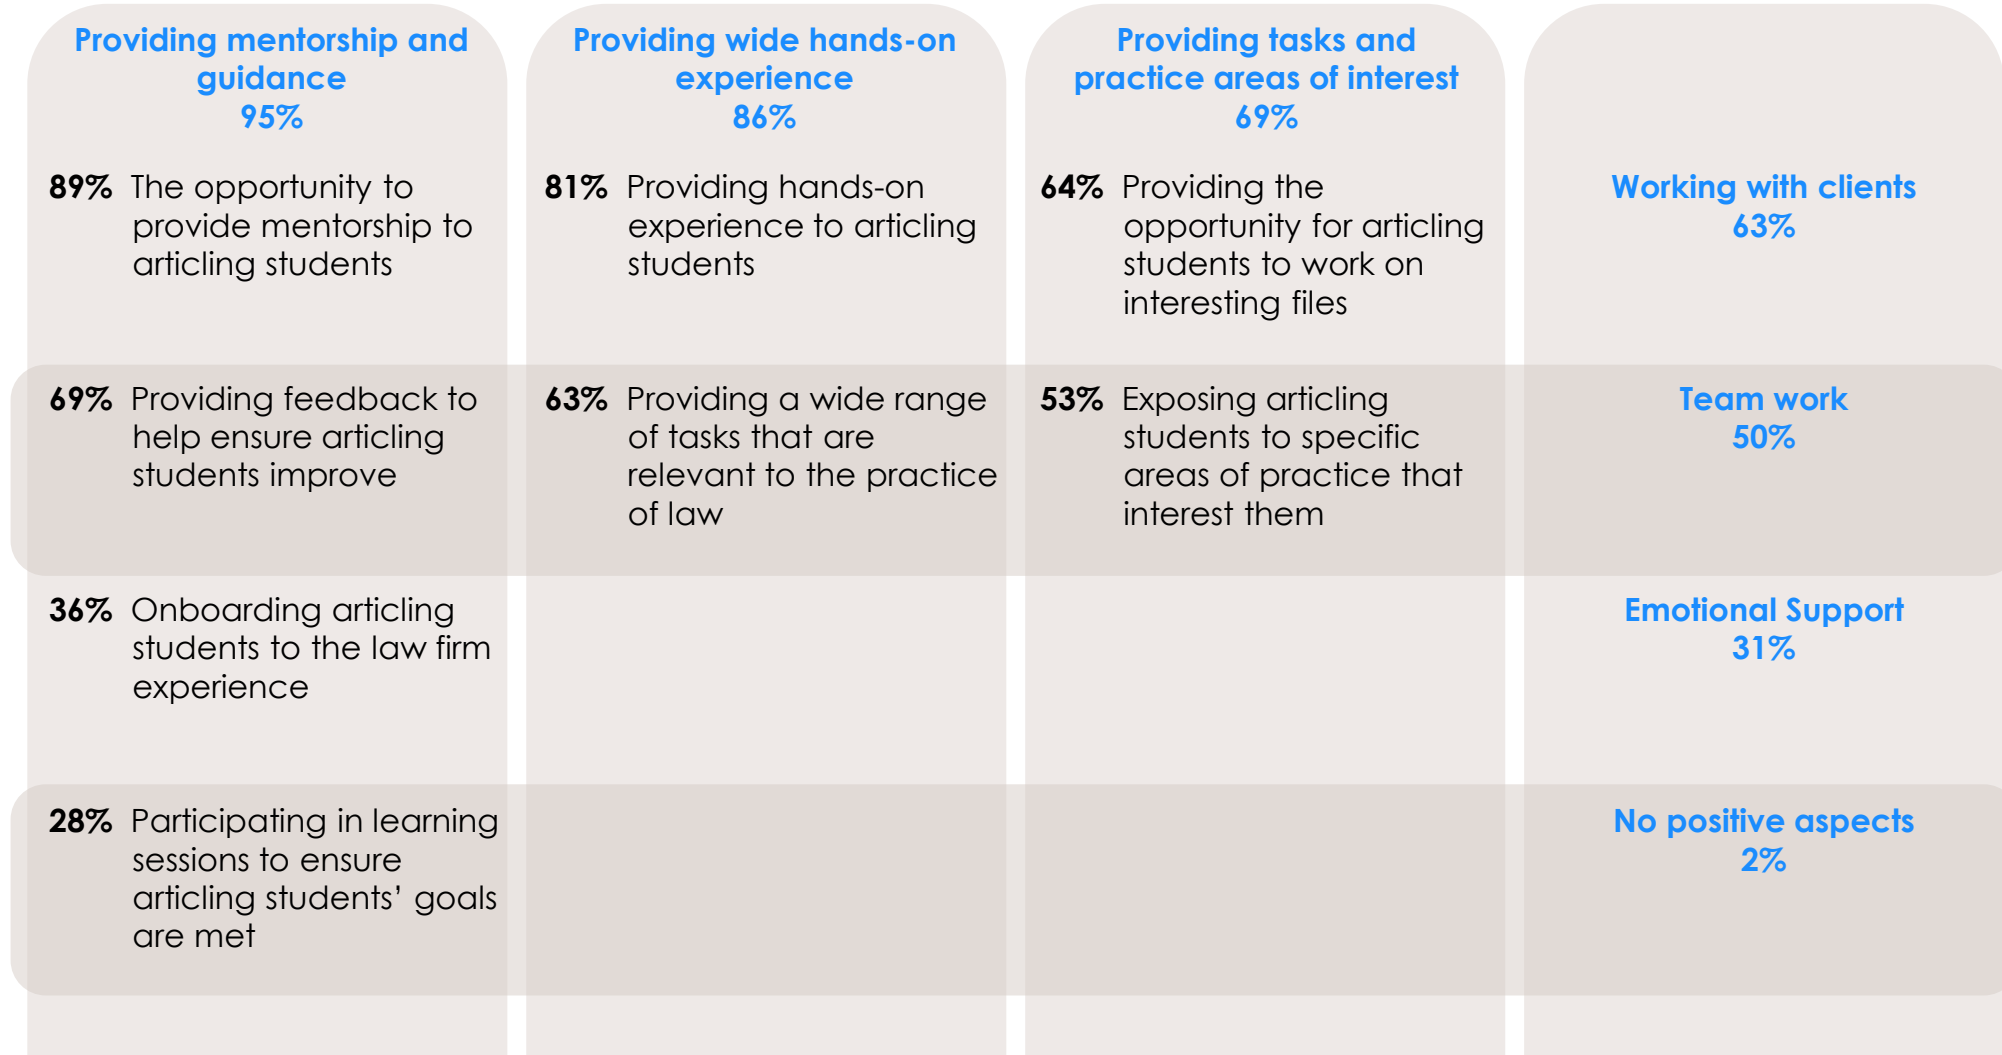 Providing mentorship and
guidance
95%
89% The opportunity to
provide mentorship to
articling students
69% Providing feedback to
help ensure articling
students improve
36% Onboarding articling
students to the law firm
experience
28% Participating in learning
sessions to ensure
articling students’ goals
are met
Providing wide hands-on
experience
86%
81% Providing hands-on
experience to articling
students
63% Providing a wide range
of tasks that are
relevant to the practice
of law
Providing tasks and
practice areas of interest
69%
64% Providing the
opportunity for articling
students to work on
interesting files
53% Exposing articling
students to specific
areas of practice that
interest them
Working with clients
63%
Team work
50%
Emotional Support
31%
No positive aspects
2%